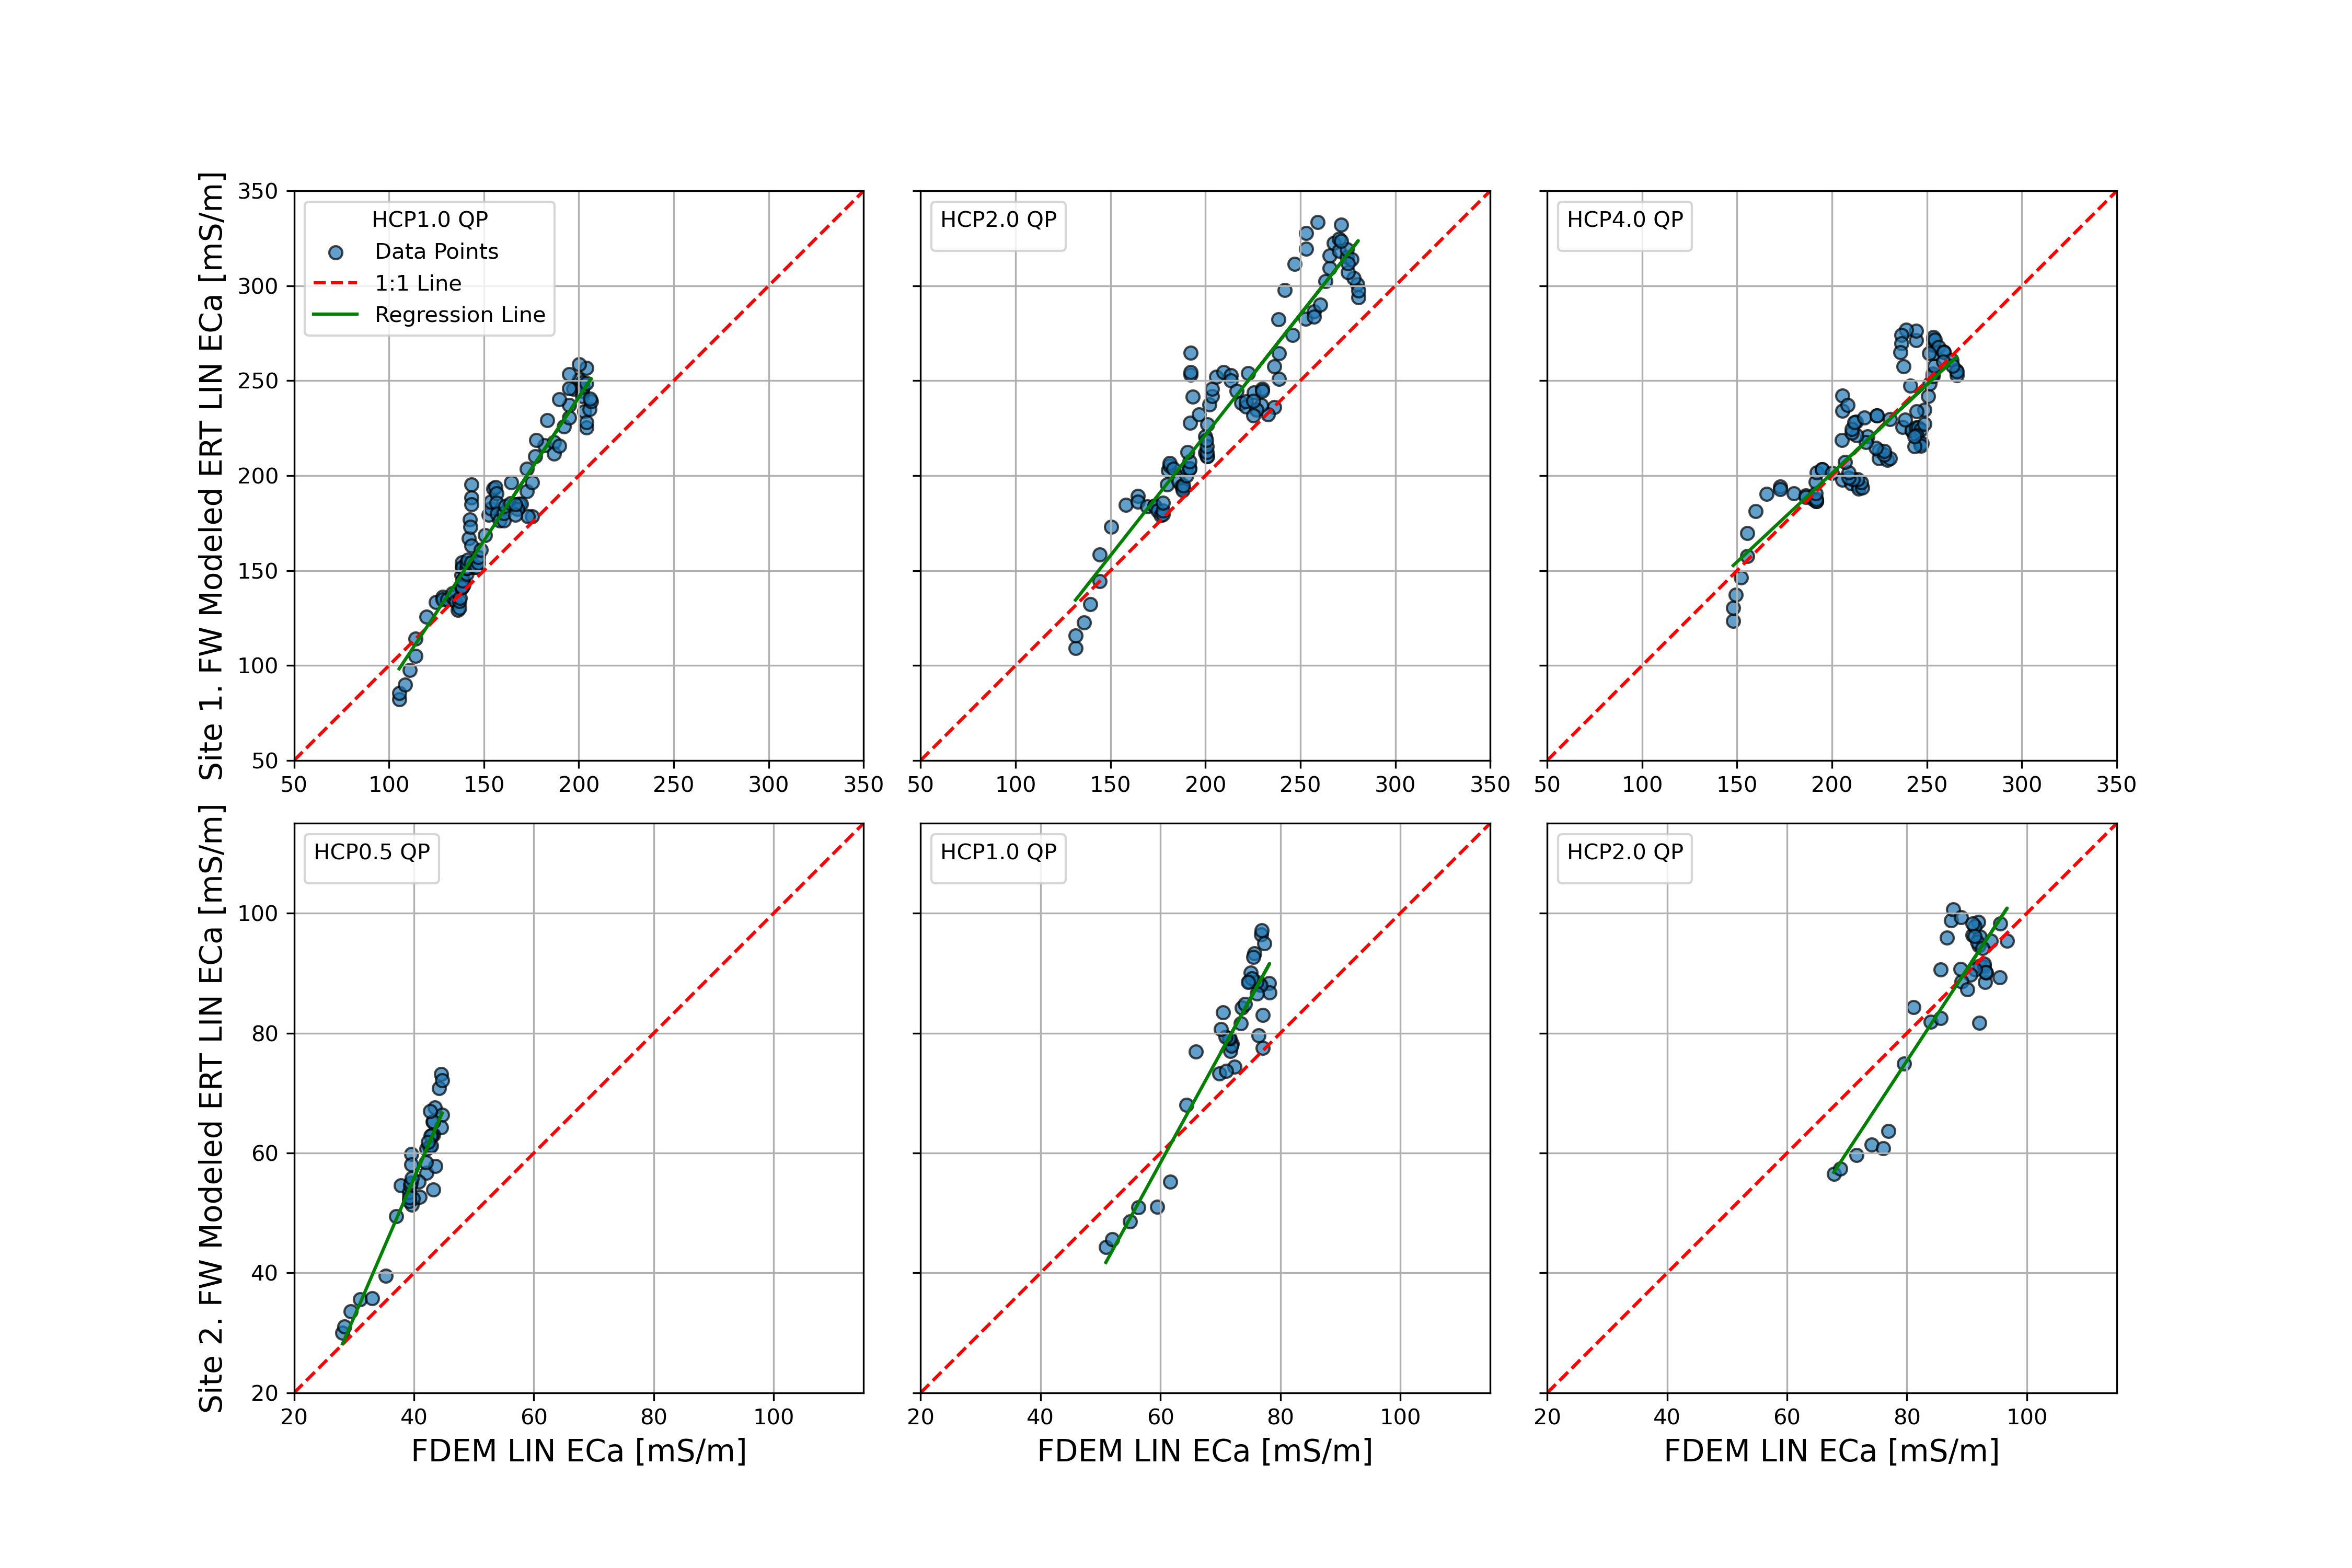 Site 1. FW Modeled ERT LIN ECa [mS/m]
350
300
250
200
150
100
50
HCP1.0 QP
Data Points
1:1 Line
Regression Line
50 100 150 200 250 300 350
HCP2.0 QP
50 100 150 200 250 300 350
HCP4.0 QP
50 100 150 200 250 300 350
Site 2. FW Modeled ERT LIN ECa [mS/m]
100
80
60
40
20
HCP0.5 QP
20 40 60 80 100
FDEM LIN ECa [mS/m]
HCP1.0 QP
20 40 60 80 100
FDEM LIN ECa [mS/m]
HCP2.0 QP
20 40 60 80 100
FDEM LIN ECa [mS/m]